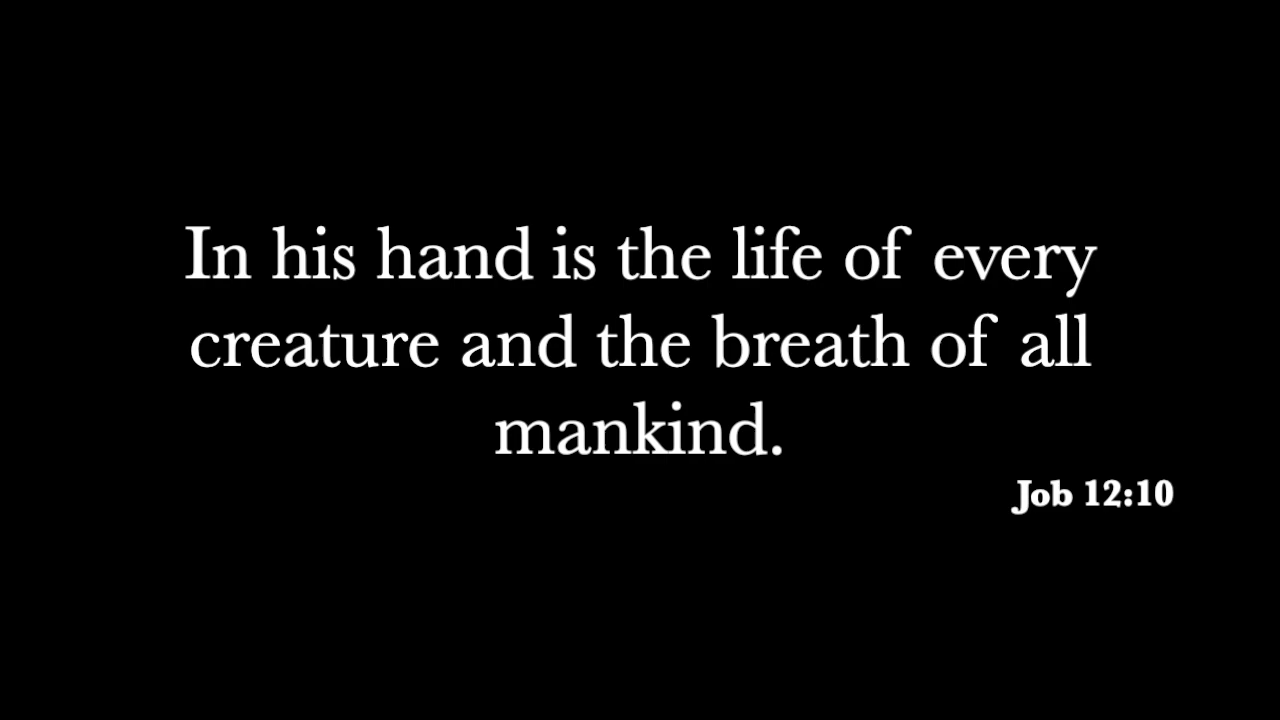 In his hand is the life of every
creature and the breath of all
mankind.
Job 12:10